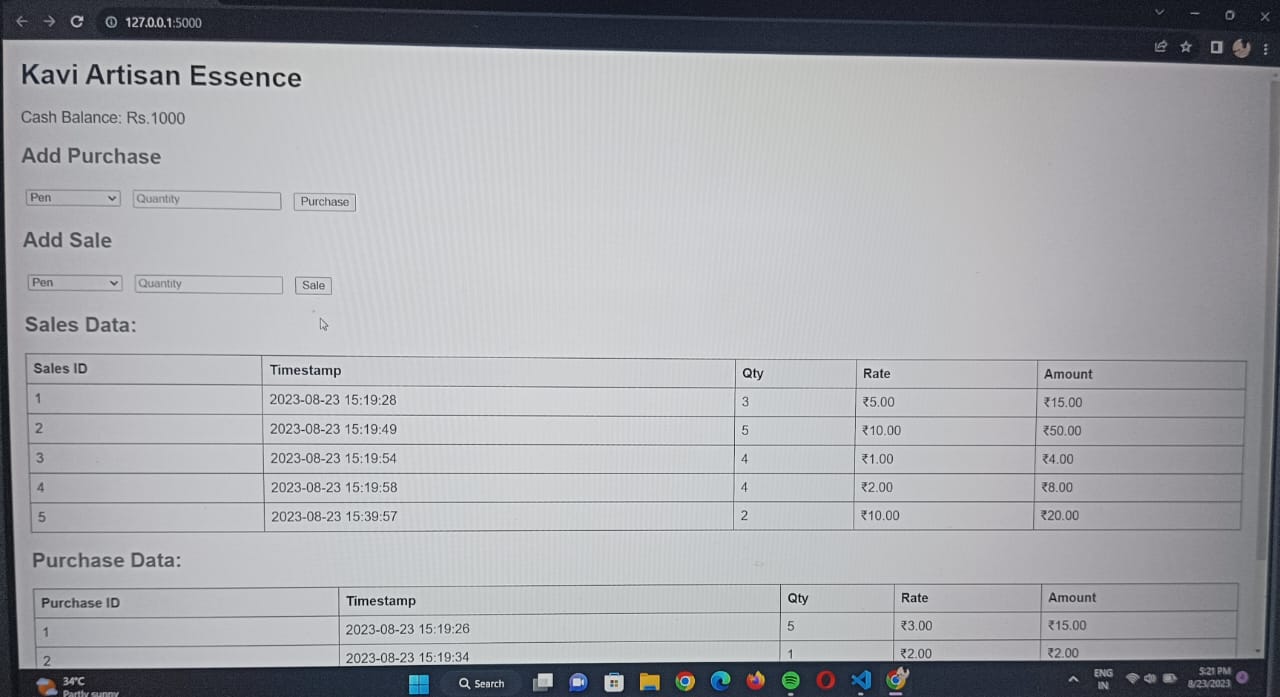 127.0.0.1:5000
Kavi Artisan Essence
Cash Balance: Rs.1000
Add Purchase
Pen Quantity Purchase
Add Sale
Pen Quantity Sale
Sales Data:
Sales ID Timestamp Qty Rate Amount
1 2023-08-23 15:19:28 3 ₹5.00 ₹15.00
2 2023-08-23 15:19:49 5 ₹10.00 ₹50.00
3 2023-08-23 15:19:54 4 ₹1.00 ₹4.00
4 2023-08-23 15:19:58 4 ₹2.00 ₹8.00
5 2023-08-23 15:39:57 2 ₹10.00 ₹20.00
Purchase Data:
Purchase ID Timestamp Qty Rate Amount
1 2023-08-23 15:19:26 5 ₹3.00 ₹15.00
2 2023-08-23 15:19:34 1 ₹2.00 ₹2.00
34°C
Partly sunny
Search
ENG
IN
5:21 PM
8/23/2023